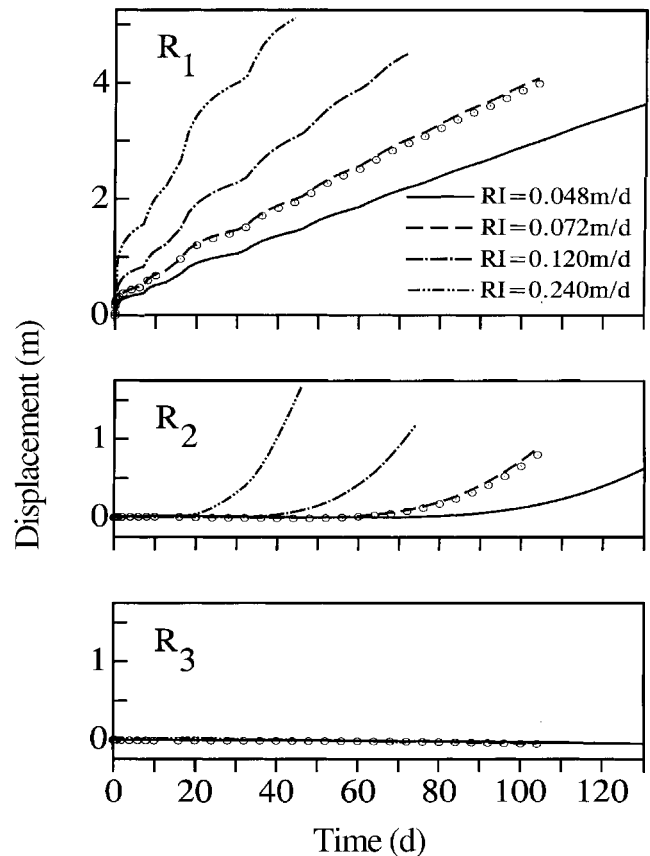 R1
4
2
0
RI=0.048m/d
RI=0.072m/d
RI=0.120m/d
RI=0.240m/d
Displacement (m)
R2
1
0
R3
1
0
0 20 40 60 80 100 120
Time (d)